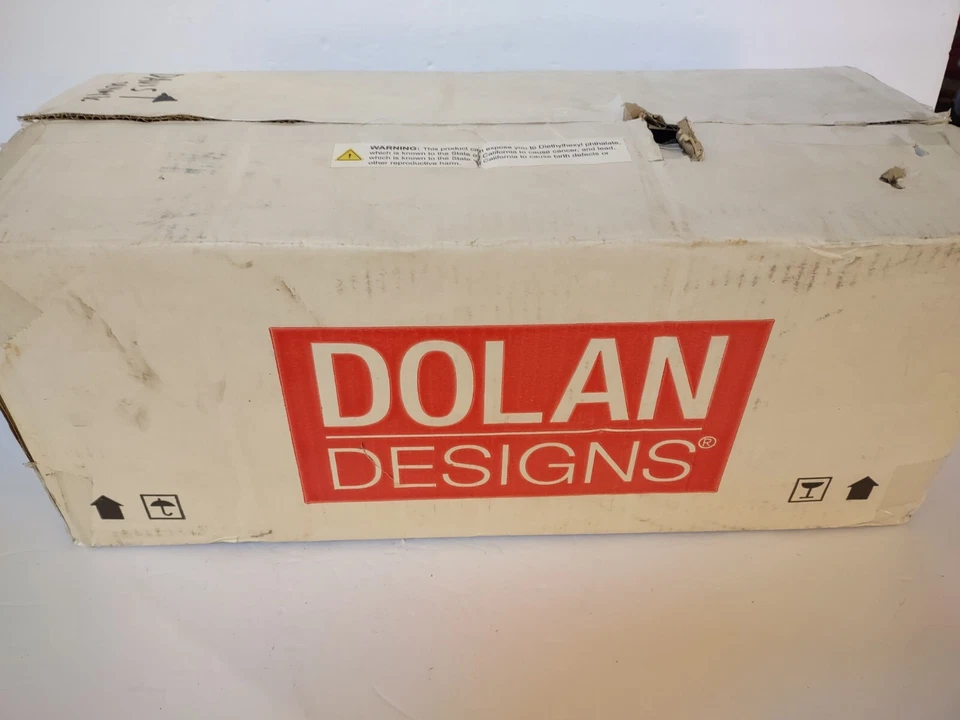 WARNING: This product can expose you to Diethylhexyl phthalate,
which is known to the State of California to cause cancer, and lead,
which is known to the State of California to cause birth defects or
other reproductive harm.
DOLAN
DESIGNS®